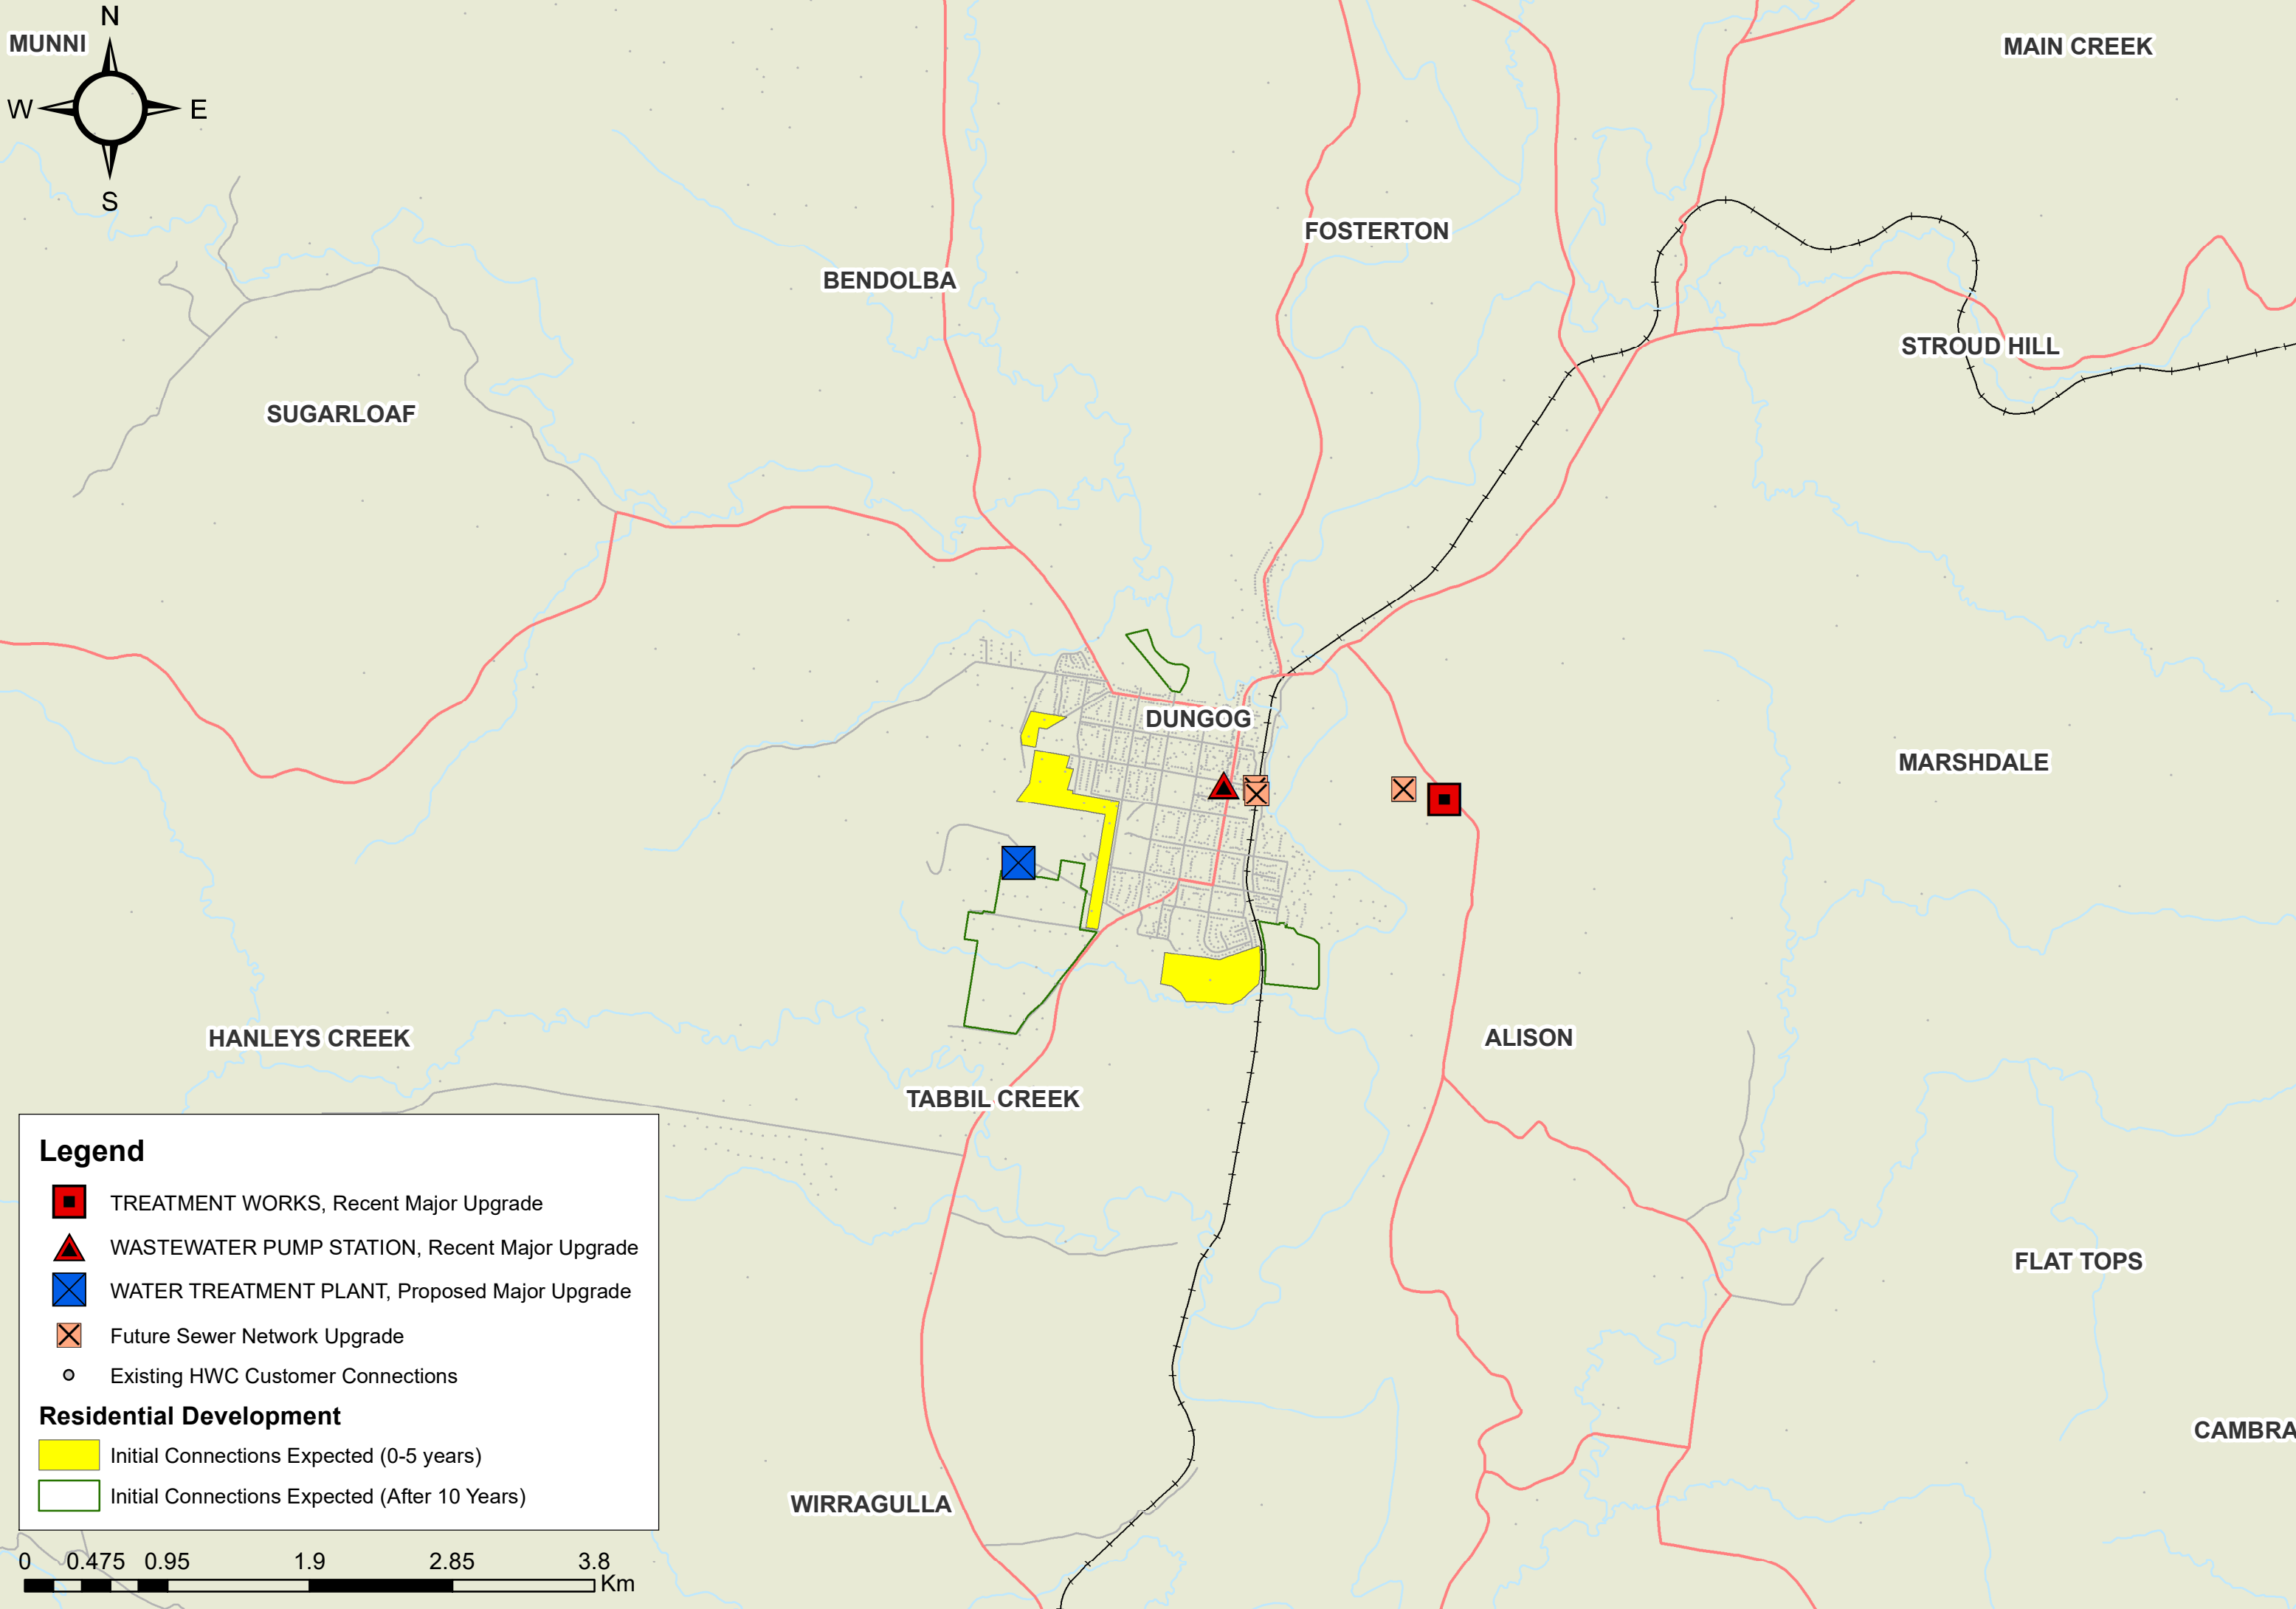 N
MUNNI
MAIN CREEK
W
E
S
FOSTERTON
BENDOLBA
STROUD HILL
SUGARLOAF
DUNGOG
MARSHDALE
HANLEYS CREEK
ALISON
TABBIL CREEK
FLAT TOPS
CAMBRA
WIRRAGULLA
Legend
TREATMENT WORKS, Recent Major Upgrade
WASTEWATER PUMP STATION, Recent Major Upgrade
WATER TREATMENT PLANT, Proposed Major Upgrade
Future Sewer Network Upgrade
Existing HWC Customer Connections
Residential Development
Initial Connections Expected (0-5 years)
Initial Connections Expected (After 10 Years)
0 0.475 0.95 1.9 2.85 3.8
Km